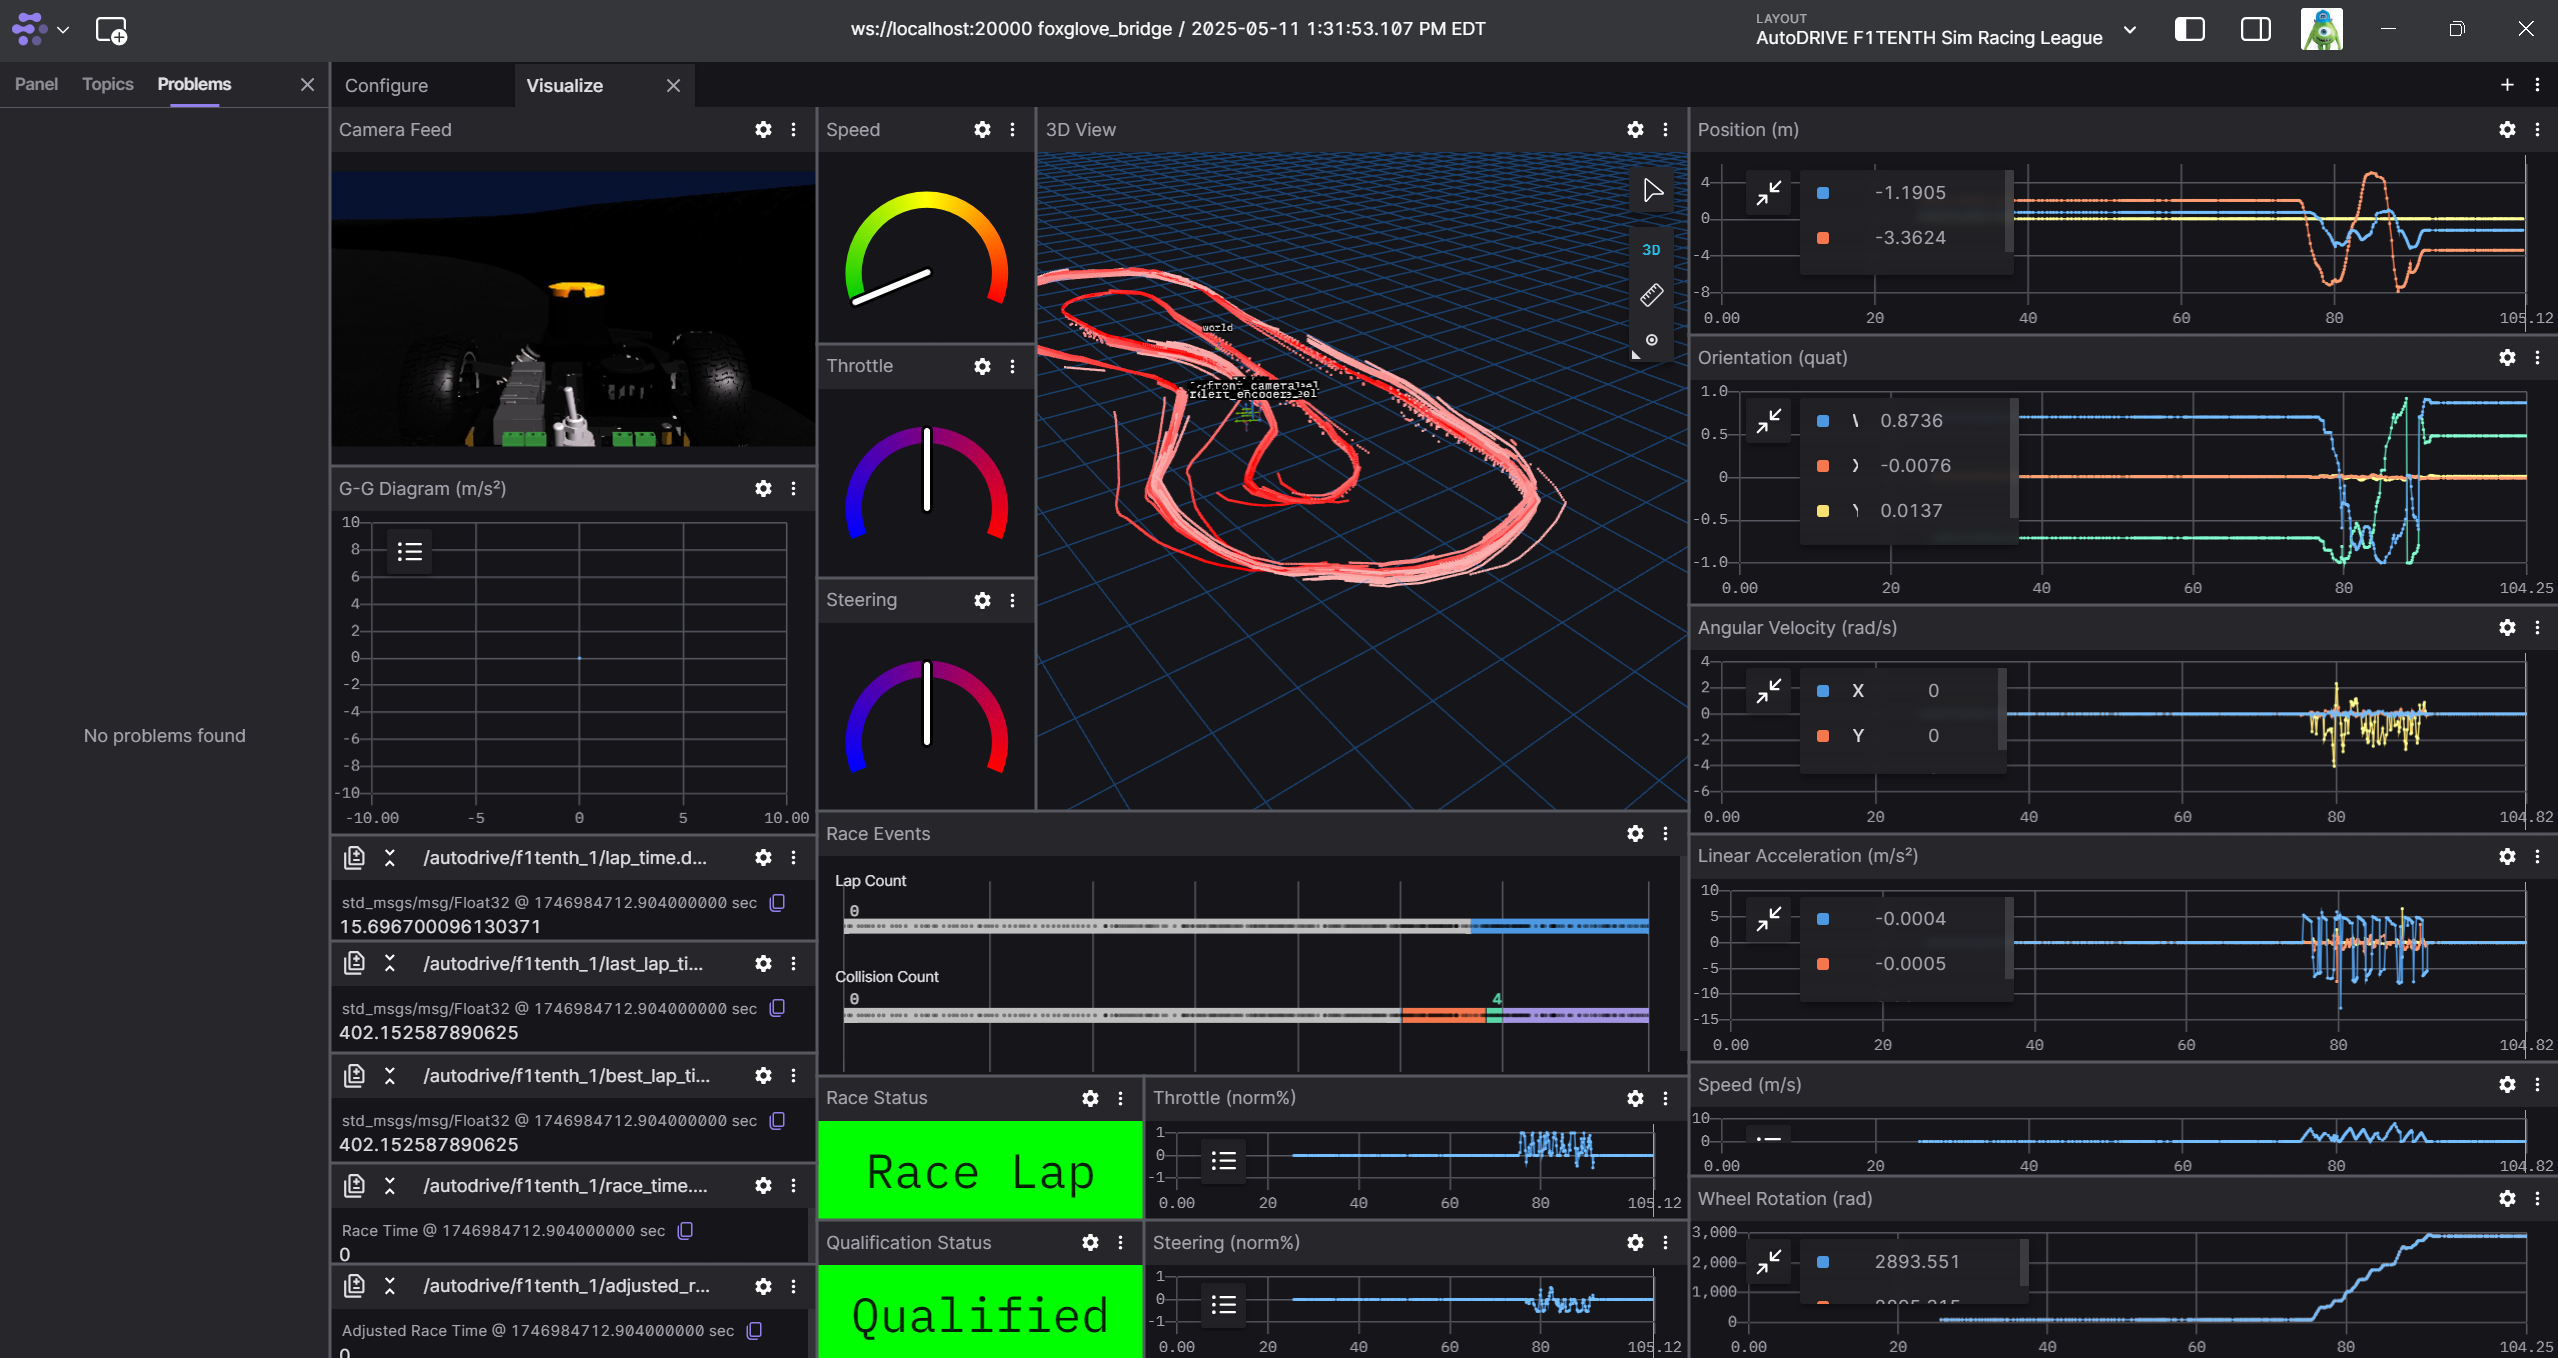 ws://localhost:20000 foxglove_bridge / 2025-05-11 1:31:53.107 PM EDT
LAYOUT
AutoDRIVE F1TENTH Sim Racing League
Panel
Topics
Problems
No problems found
Configure
Visualize
Camera Feed
G-G Diagram (m/s²)
10
8
6
4
2
0
-2
-4
-6
-8
-10
-10.00
-5
0
5
10.00
/autodrive/f1tenth_1/lap_time.d...
std_msgs/msg/Float32 @ 1746984712.904000000 sec
15.696700096130371
/autodrive/f1tenth_1/last_lap_ti...
std_msgs/msg/Float32 @ 1746984712.904000000 sec
402.152587890625
/autodrive/f1tenth_1/best_lap_ti...
std_msgs/msg/Float32 @ 1746984712.904000000 sec
402.152587890625
/autodrive/f1tenth_1/race_time....
Race Time @ 1746984712.904000000 sec
0
/autodrive/f1tenth_1/adjusted_r...
Adjusted Race Time @ 1746984712.904000000 sec
0
Speed
Throttle
Steering
3D View
3D
world
front_camera
left_encoder
Race Events
Lap Count
0
Collision Count
0
4
Race Status
Race Lap
Qualification Status
Qualified
Throttle (norm%)
1
0
-1
0.00
20
40
60
80
105.12
Steering (norm%)
1
0
-1
0.00
20
40
60
80
105.12
Position (m)
4
0
-4
-8
-1.1905
-3.3624
0.00
20
40
60
80
105.12
Orientation (quat)
1.0
0.5
0
-0.5
-1.0
0.8736
-0.0076
0.0137
0.00
20
40
60
80
104.25
Angular Velocity (rad/s)
4
2
0
-2
-4
-6
X 0
Y 0
0.00
20
40
60
80
104.82
Linear Acceleration (m/s²)
10
5
0
-5
-10
-15
-0.0004
-0.0005
0.00
20
40
60
80
104.82
Speed (m/s)
10
0
0.00
20
40
60
80
104.82
Wheel Rotation (rad)
3,000
2,000
1,000
0
2893.551
0.00
20
40
60
80
104.25